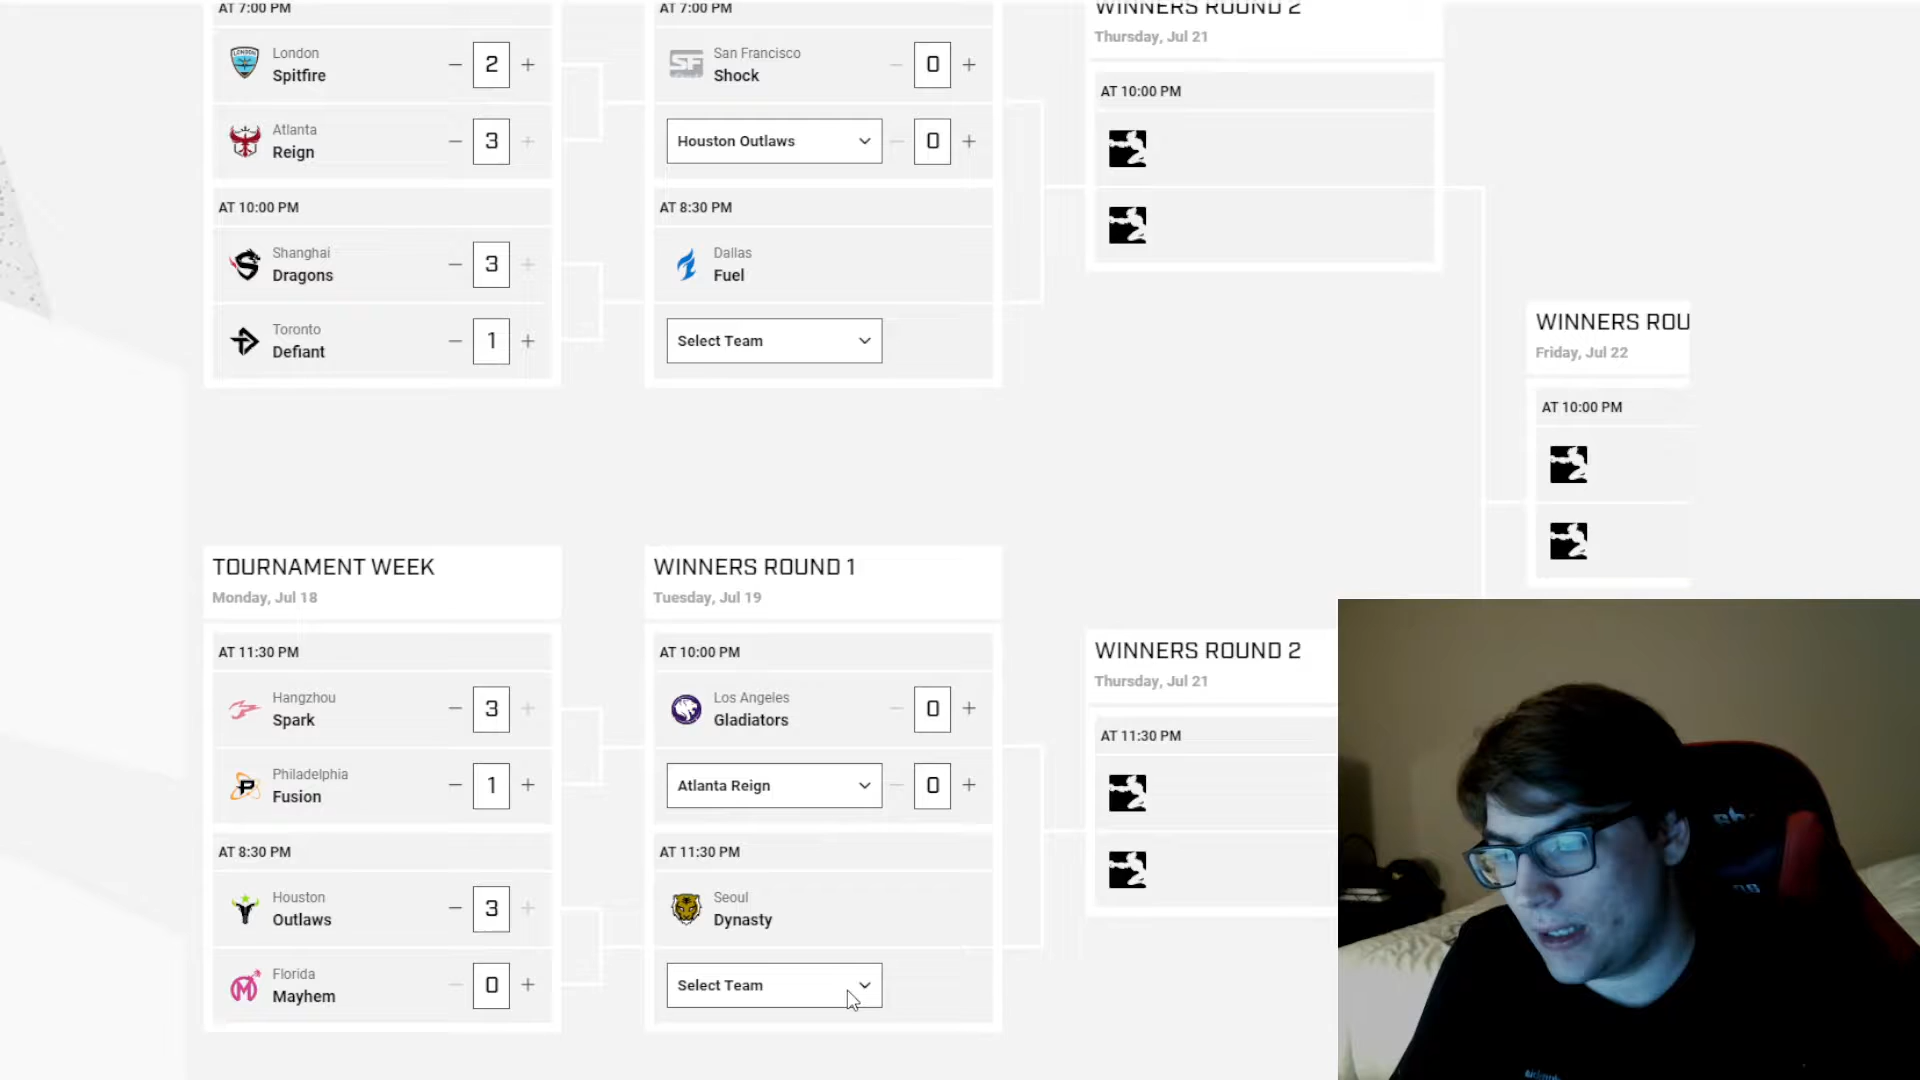 AT 7:00 PM
London
Spitfire
2
Atlanta
Reign
3
AT 10:00 PM
Shanghai
Dragons
3
Toronto
Defiant
1
AT 7:00 PM
San Francisco
Shock
0
Houston Outlaws
0
AT 8:30 PM
Dallas
Fuel
Select Team
WINNERS ROUND 2
Thursday, Jul 21
AT 10:00 PM
WINNERS ROU
Friday, Jul 22
AT 10:00 PM
TOURNAMENT WEEK
Monday, Jul 18
AT 11:30 PM
Hangzhou
Spark
3
Philadelphia
Fusion
1
AT 8:30 PM
Houston
Outlaws
3
Florida
Mayhem
0
WINNERS ROUND 1
Tuesday, Jul 19
AT 10:00 PM
Los Angeles
Gladiators
0
Atlanta Reign
0
AT 11:30 PM
Seoul
Dynasty
Select Team
WINNERS ROUND 2
Thursday, Jul 21
AT 11:30 PM